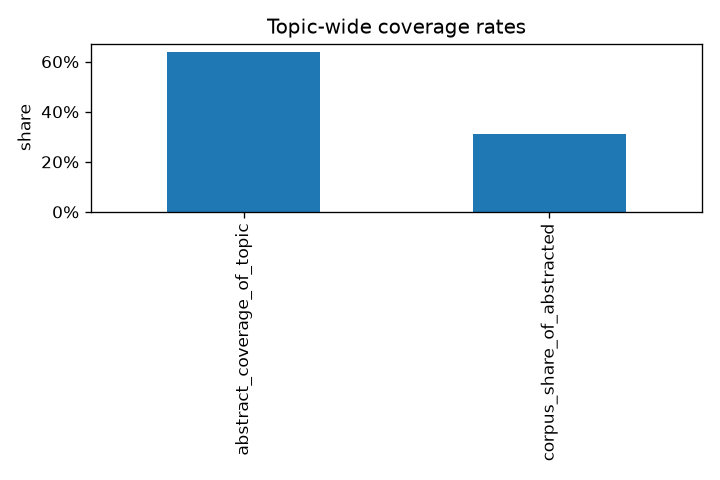 Topic-wide coverage rates
share
60%
40%
20%
0%
abstract_coverage_of_topic
corpus_share_of_abstracted